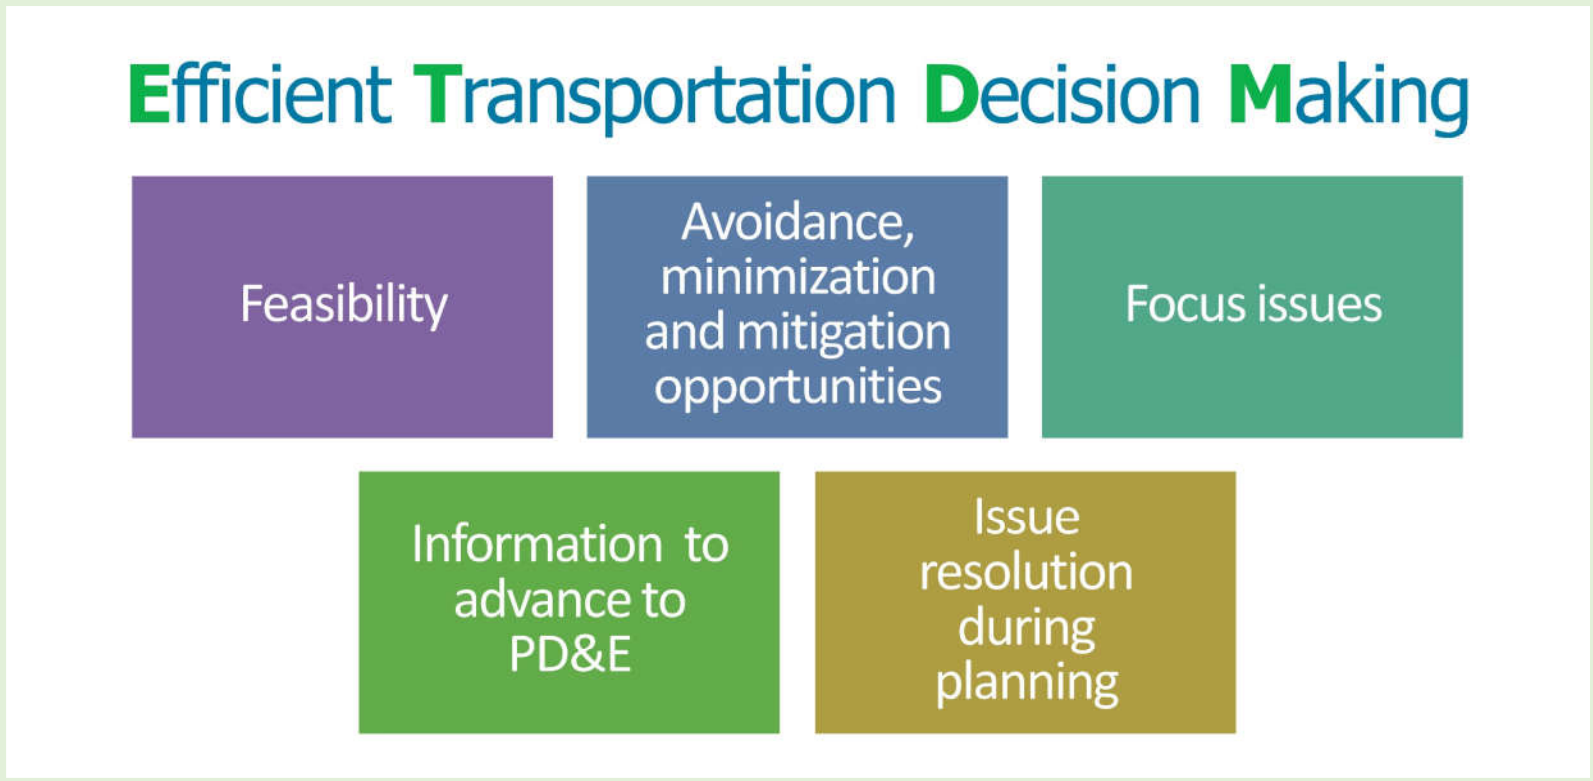 Efficient Transportation Decision Making
Feasibility
Avoidance,
minimization
and mitigation
opportunities
Focus issues
Information to
advance to
PD&E
Issue
resolution
during
planning